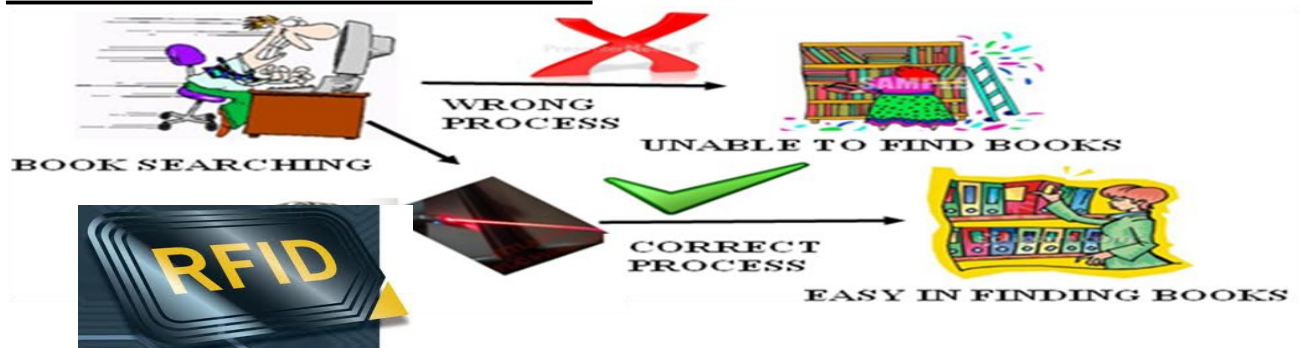 WRONG
PROCESS
UNABLE TO FIND BOOKS
BOOK SEARCHING
RFID
CORRECT
PROCESS
EASY IN FINDING BOOKS